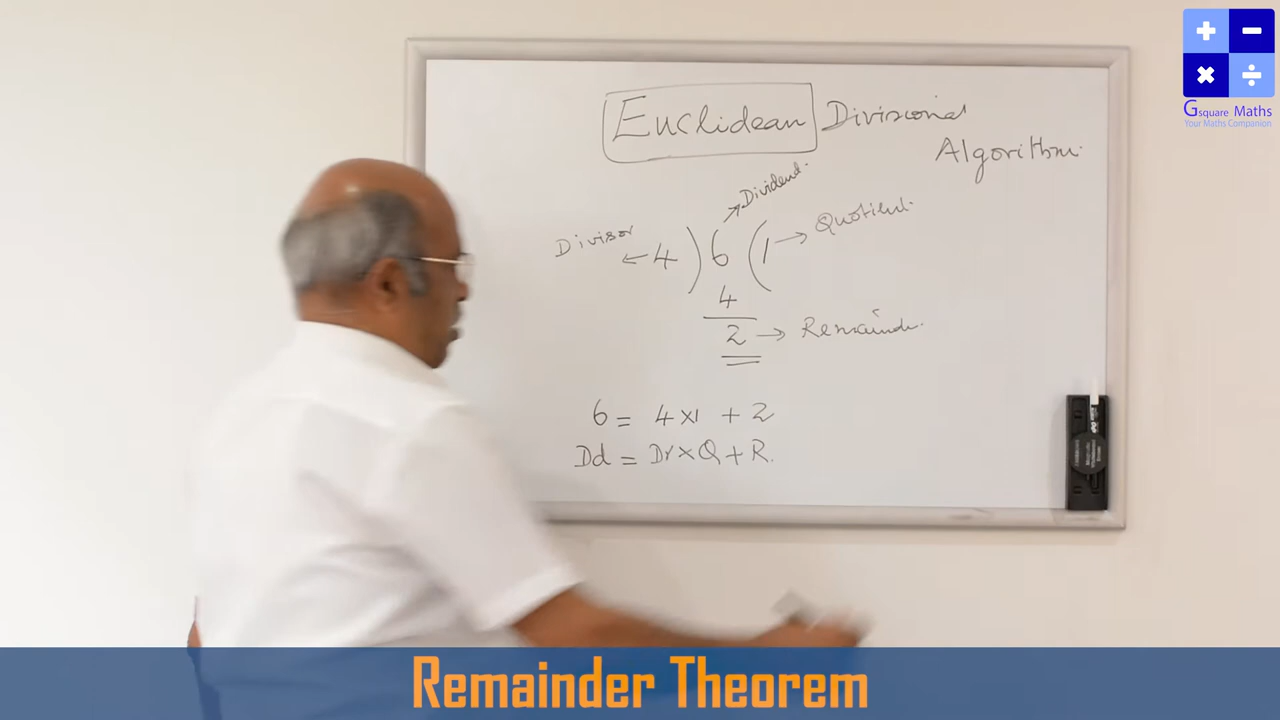 Euclidean Divisional
Algorithm.
→ Dividend.
Divisor ← 4 ) 6 ( 1 → Quotient.
4
2 → Remainde.
6 = 4 × 1 + 2
Dd = Dr × Q + R.
+ −
× ÷
Gsquare Maths
Your Maths Companion
Remainder Theorem